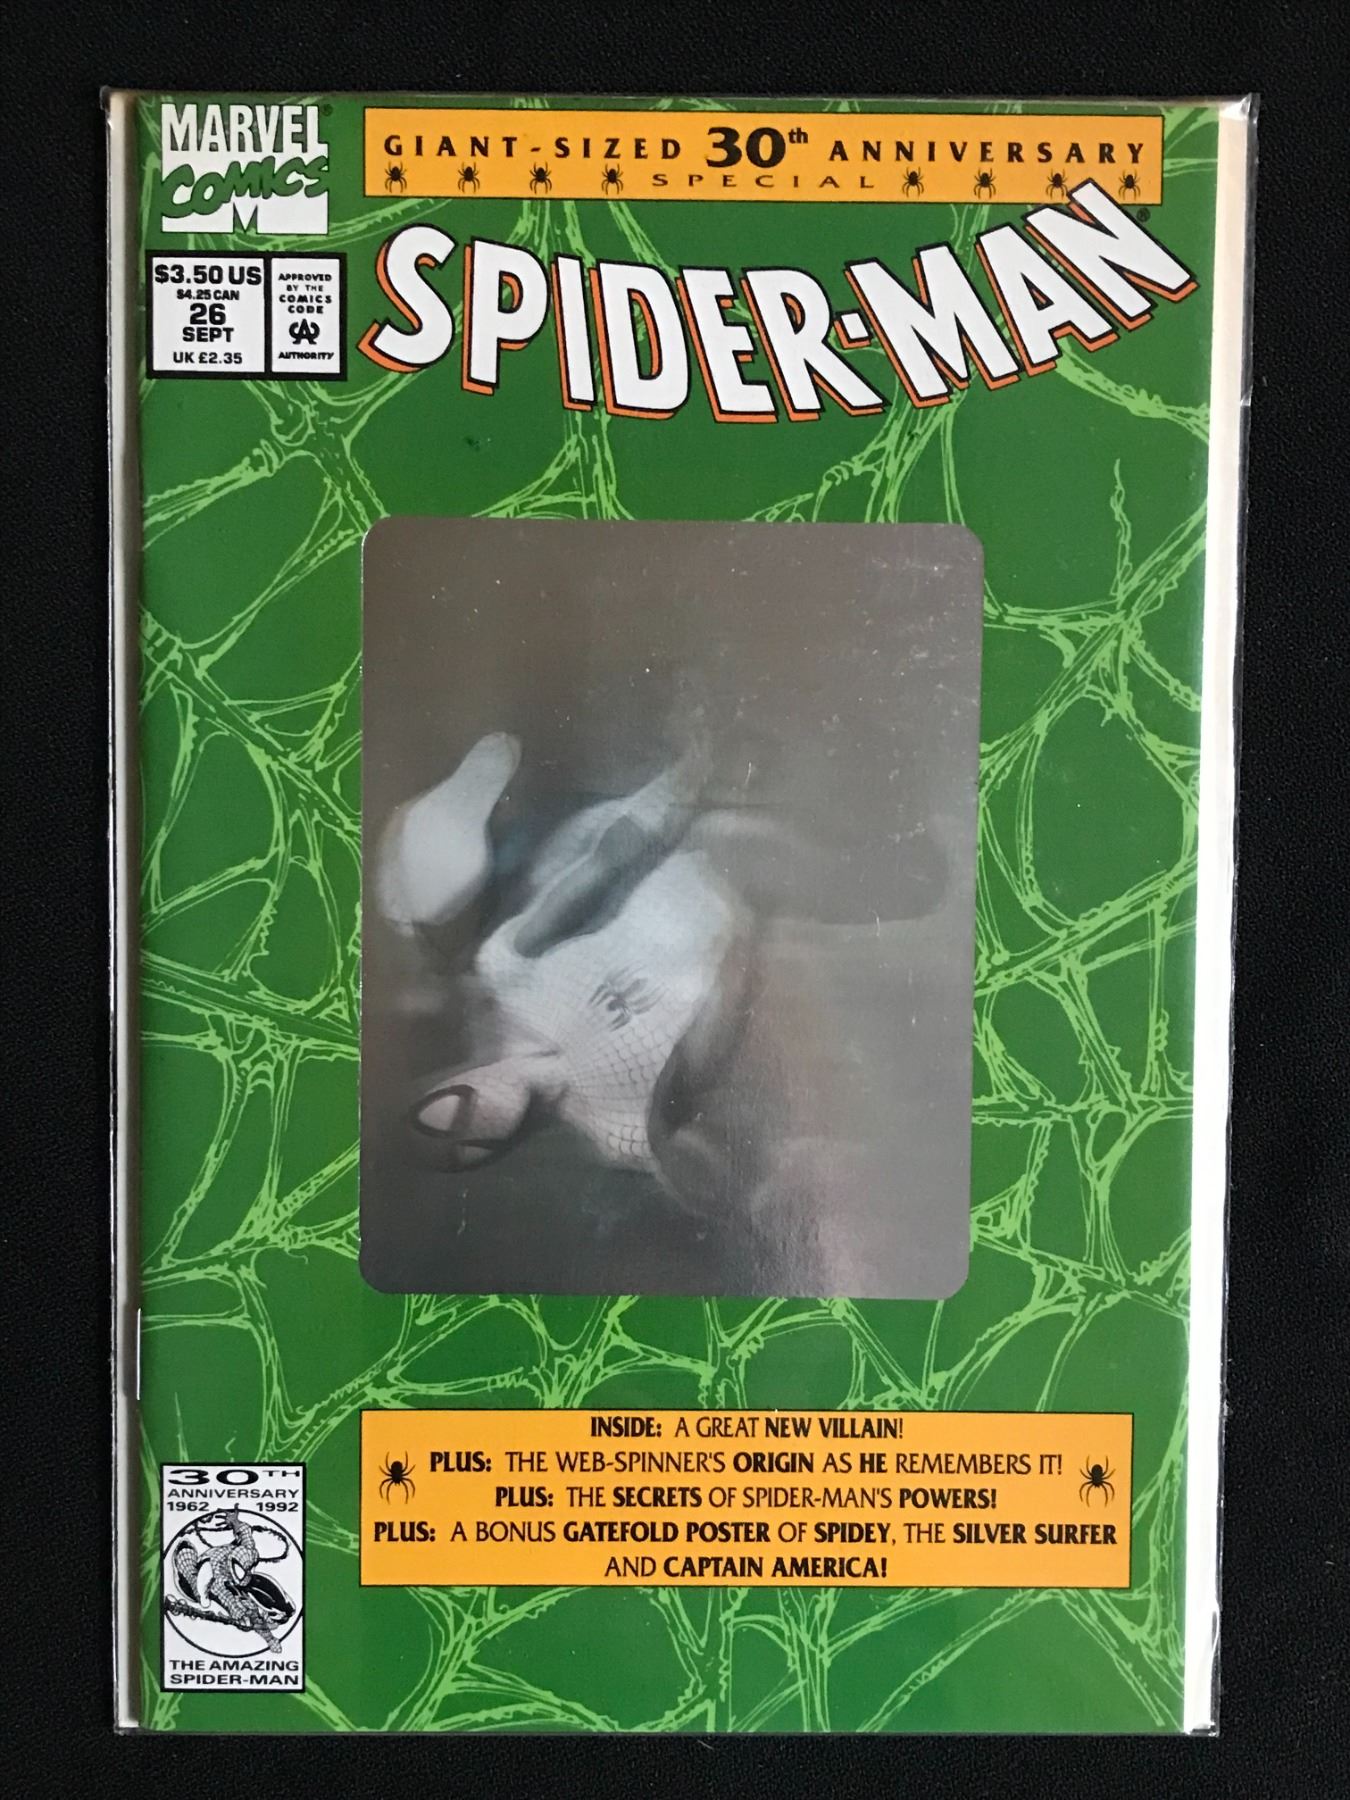 MARVEL
COMICS
M
GIANT-SIZED 30th ANNIVERSARY
SPECIAL
SPIDER-MAN®
$3.50 US
$4.25 CAN
26
SEPT
UK £2.35
APPROVED
BY THE
COMICS
CODE
CA
AUTHORITY
INSIDE: A GREAT NEW VILLAIN!
PLUS: THE WEB-SPINNER'S ORIGIN AS HE REMEMBERS IT!
PLUS: THE SECRETS OF SPIDER-MAN'S POWERS!
PLUS: A BONUS GATEFOLD POSTER OF SPIDEY, THE SILVER SURFER
AND CAPTAIN AMERICA!
30TH
ANNIVERSARY
1962 1992
THE AMAZING
SPIDER-MAN